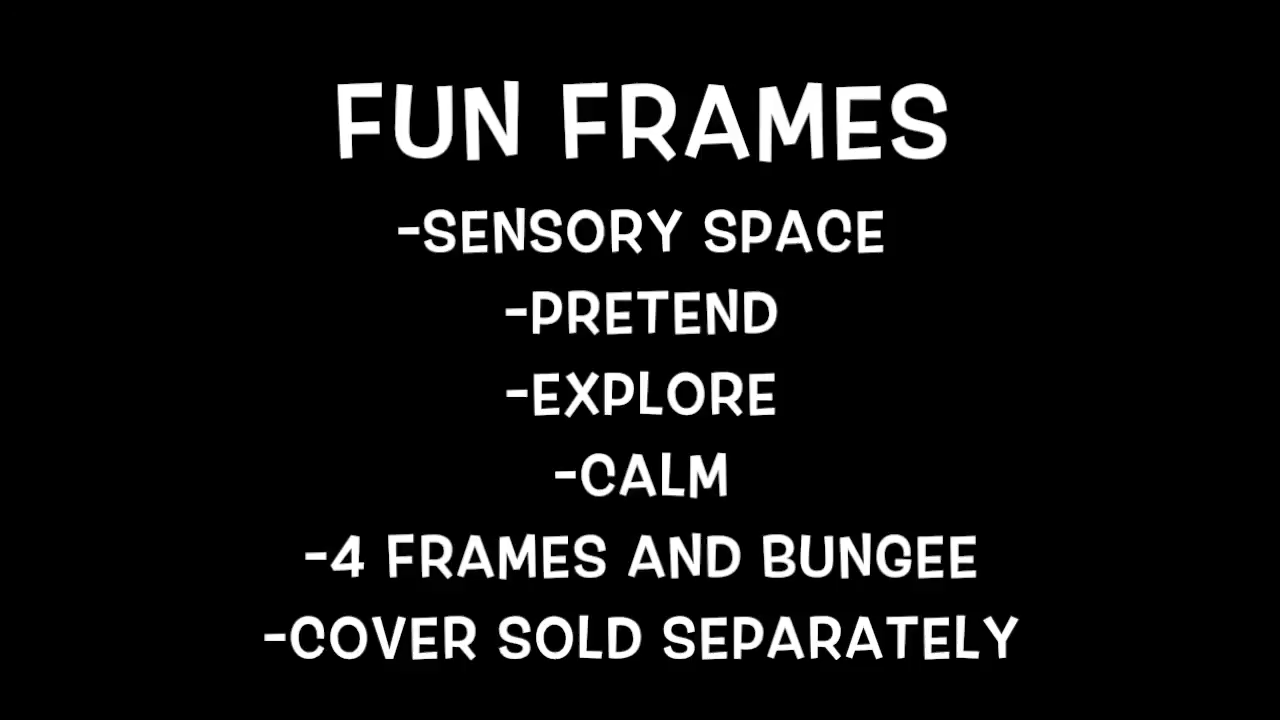 FUN FRAMES
-SENSORY SPACE
-PRETEND
-EXPLORE
-CALM
-4 FRAMES AND BUNGEE
-COVER SOLD SEPARATELY